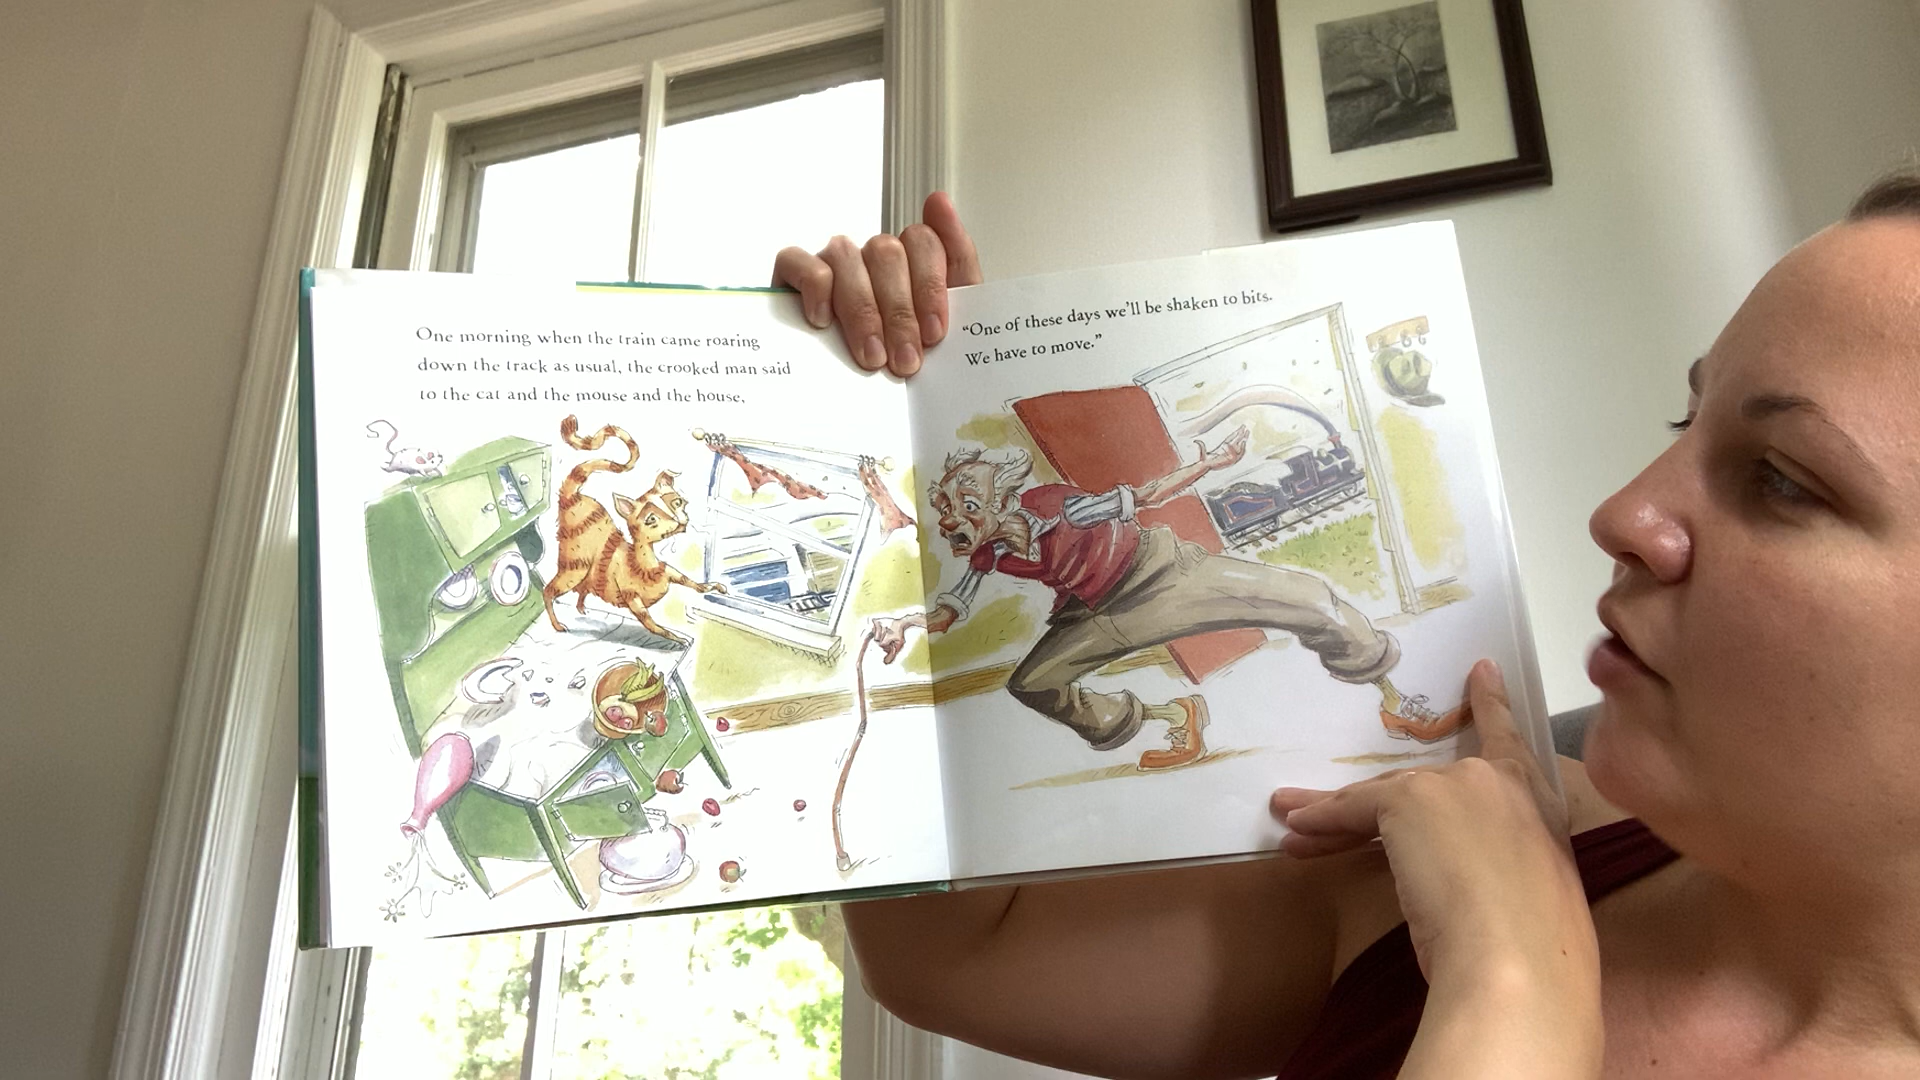 One morning when the train came roaring
down the track as usual, the crooked man said
to the cat and the mouse and the house,
“One of these days we’ll be shaken to bits.
We have to move.”